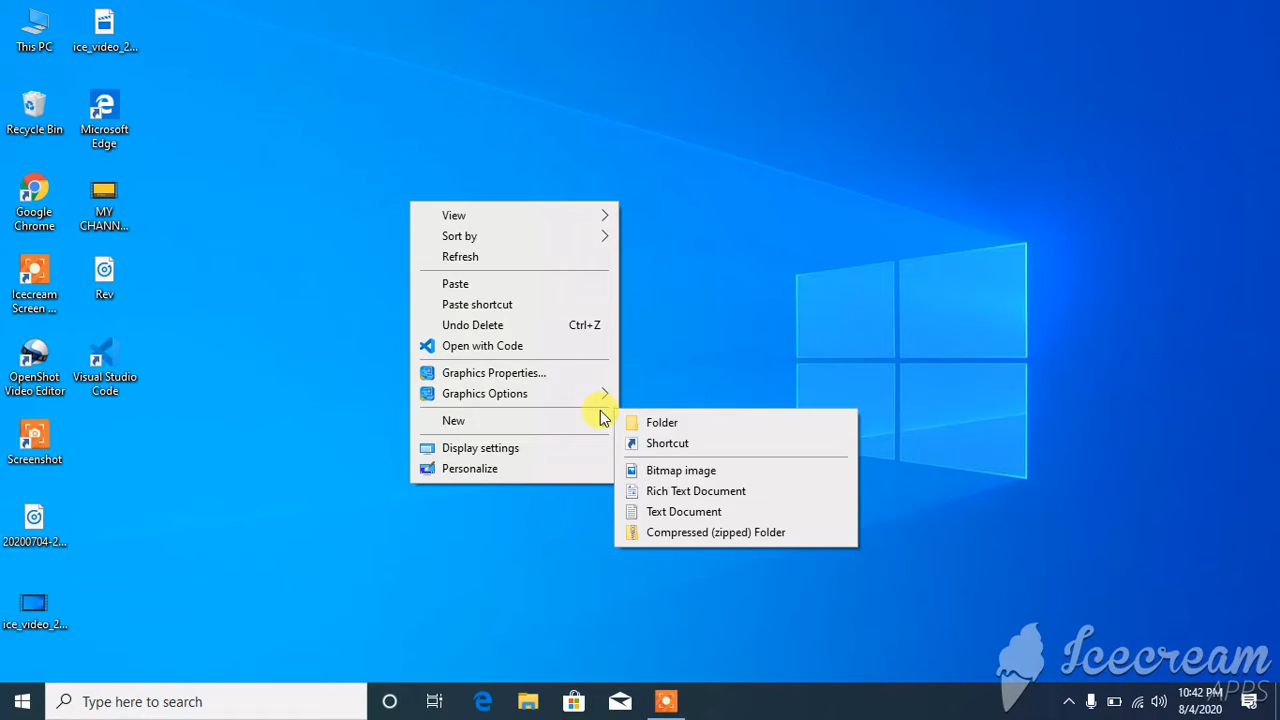 This PC
ice_video_2...
Recycle Bin
Microsoft
Edge
Google
Chrome
MY
CHANN...
Icecream
Screen ...
Rev
OpenShot
Video Editor
Visual Studio
Code
Screenshot
20200704-2...
ice_video_2...
View
Sort by
Refresh
Paste
Paste shortcut
Undo Delete Ctrl+Z
Open with Code
Graphics Properties...
Graphics Options
New
Display settings
Personalize
Folder
Shortcut
Bitmap image
Rich Text Document
Text Document
Compressed (zipped) Folder
Icecream
APPS
Type here to search
10:42 PM
8/4/2020